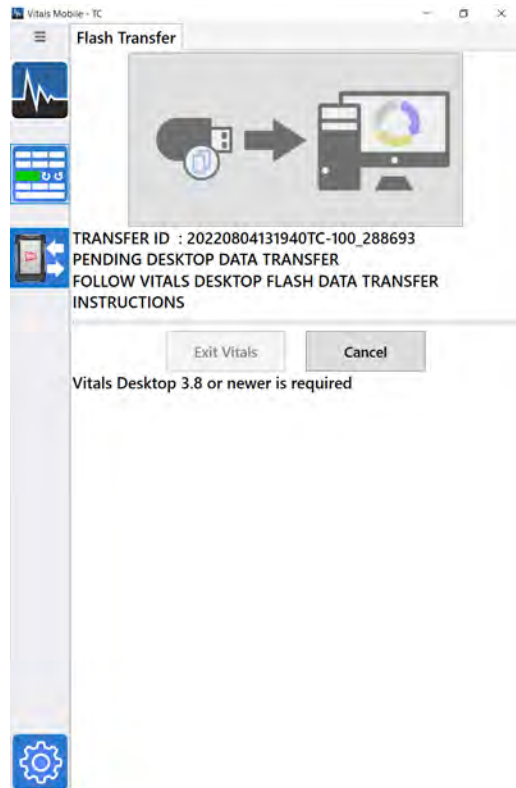 Vitals Mobile - TC
Flash Transfer
TRANSFER ID : 20220804131940TC-100_288693
PENDING DESKTOP DATA TRANSFER
FOLLOW VITALS DESKTOP FLASH DATA TRANSFER
INSTRUCTIONS
Exit Vitals
Cancel
Vitals Desktop 3.8 or newer is required